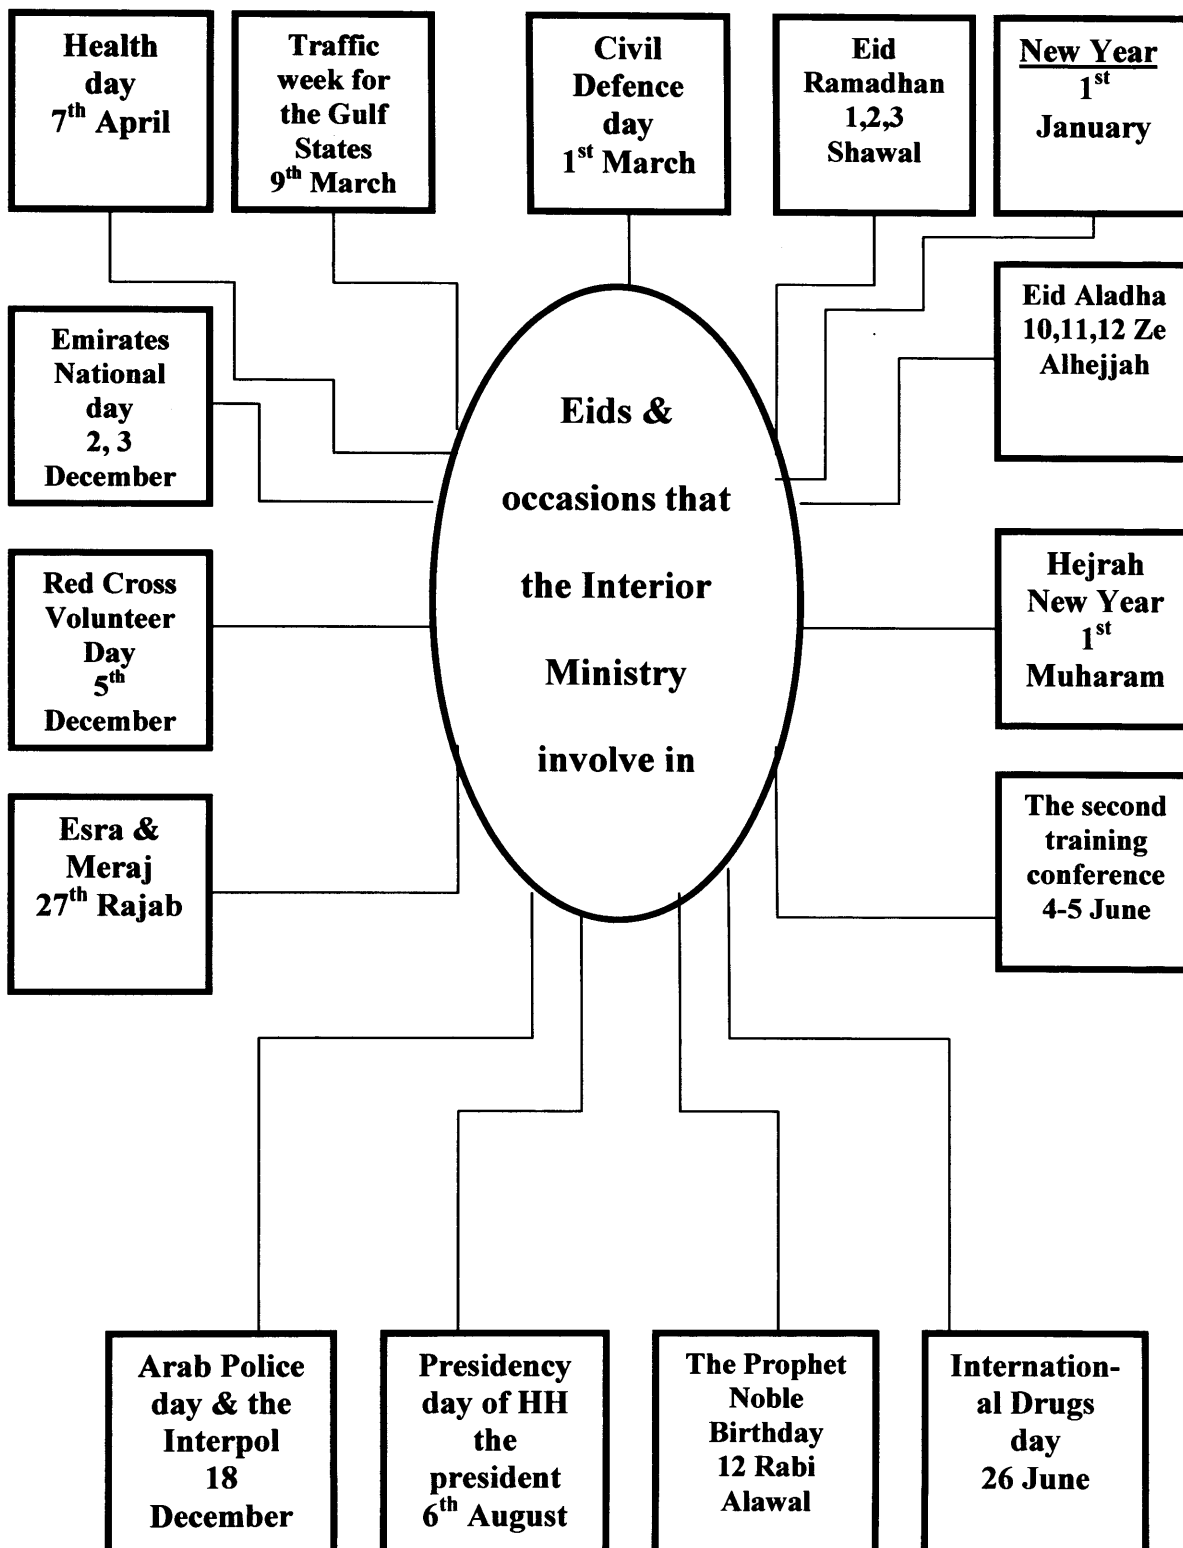 Health
day
7th April
Traffic
week for
the Gulf
States
9th March
Civil
Defence
day
1st March
Eid
Ramadhan
1,2,3
Shawal
New Year
1st
January
Emirates
National
day
2, 3
December
Eid Aladha
10,11,12 Ze
Alhejjah
Eids &
occasions that
the Interior
Ministry
involve in
Red Cross
Volunteer
Day
5th
December
Hejrah
New Year
1st
Muharam
Esra &
Meraj
27th Rajab
The second
training
conference
4-5 June
Arab Police
day & the
Interpol
18
December
Presidency
day of HH
the
president
6th August
The Prophet
Noble
Birthday
12 Rabi
Alawal
Internation-
al Drugs
day
26 June